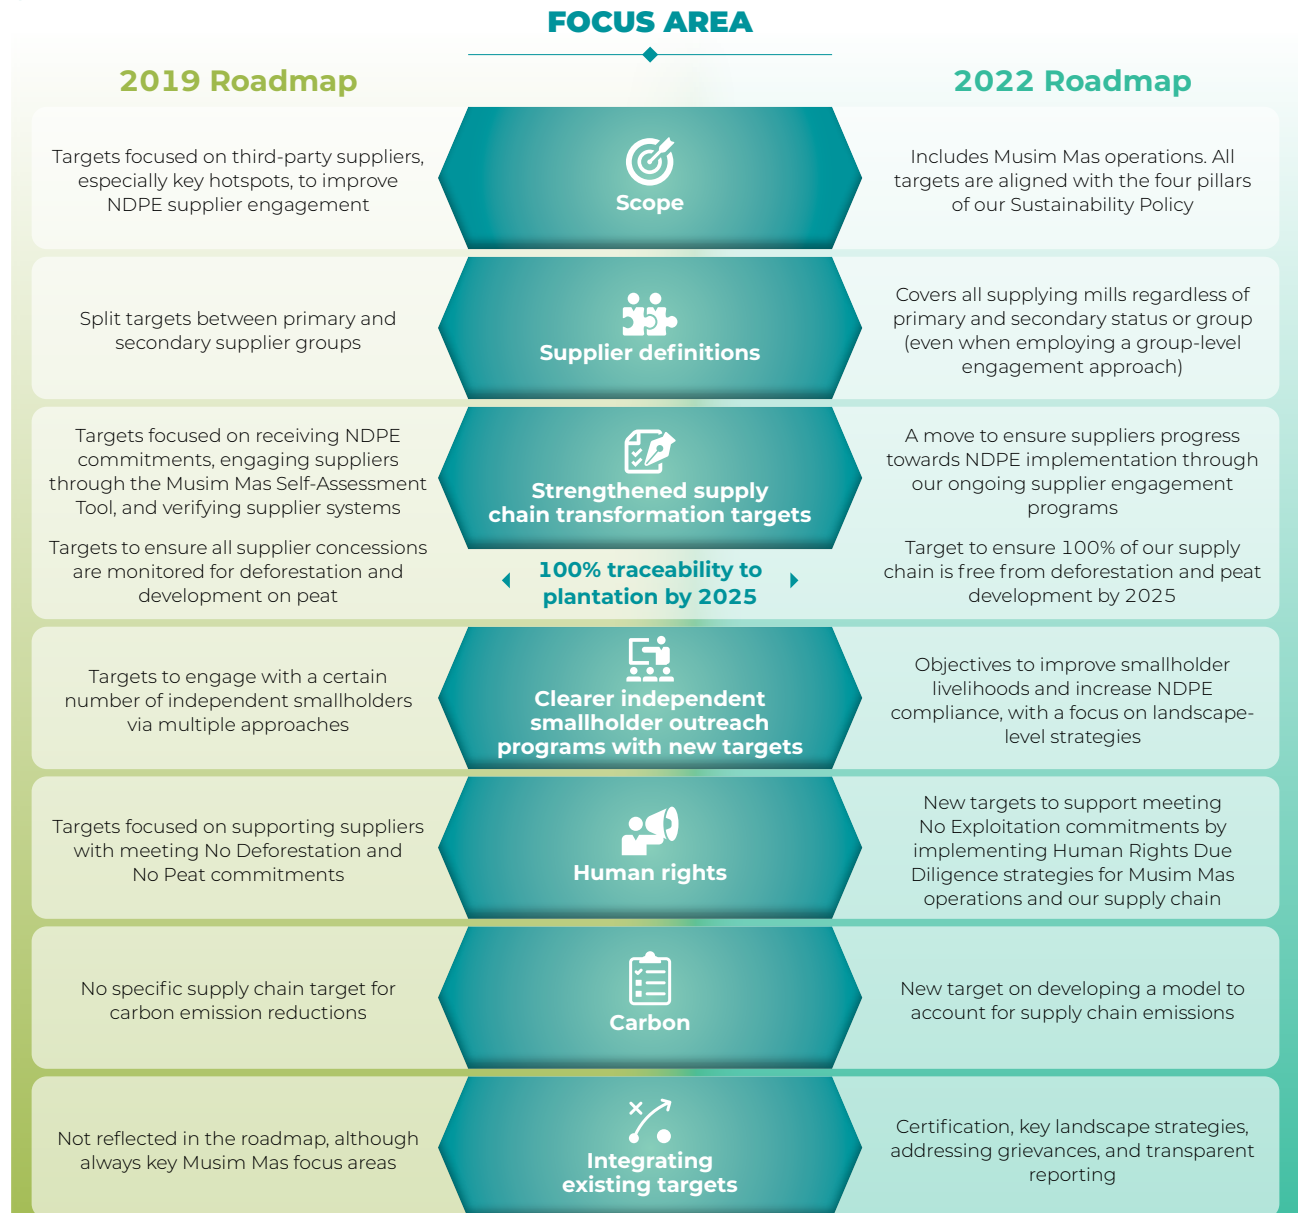 FOCUS AREA
2019 Roadmap
2022 Roadmap
Targets focused on third-party suppliers,
especially key hotspots, to improve
NDPE supplier engagement
Scope
Includes Musim Mas operations. All
targets are aligned with the four pillars
of our Sustainability Policy
Split targets between primary and
secondary supplier groups
Supplier definitions
Covers all supplying mills regardless of
primary and secondary status or group
(even when employing a group-level
engagement approach)
Targets focused on receiving NDPE
commitments, engaging suppliers
through the Musim Mas Self-Assessment
Tool, and verifying supplier systems
Targets to ensure all supplier concessions
are monitored for deforestation and
development on peat
Strengthened supply
chain transformation targets
100% traceability to
plantation by 2025
A move to ensure suppliers progress
towards NDPE implementation through
our ongoing supplier engagement
programs
Target to ensure 100% of our supply
chain is free from deforestation and peat
development by 2025
Targets to engage with a certain
number of independent smallholders
via multiple approaches
Clearer independent
smallholder outreach
programs with new targets
Objectives to improve smallholder
livelihoods and increase NDPE
compliance, with a focus on landscape-
level strategies
Targets focused on supporting suppliers
with meeting No Deforestation and
No Peat commitments
Human rights
New targets to support meeting
No Exploitation commitments by
implementing Human Rights Due
Diligence strategies for Musim Mas
operations and our supply chain
No specific supply chain target for
carbon emission reductions
Carbon
New target on developing a model to
account for supply chain emissions
Not reflected in the roadmap, although
always key Musim Mas focus areas
Integrating
existing targets
Certification, key landscape strategies,
addressing grievances, and transparent
reporting